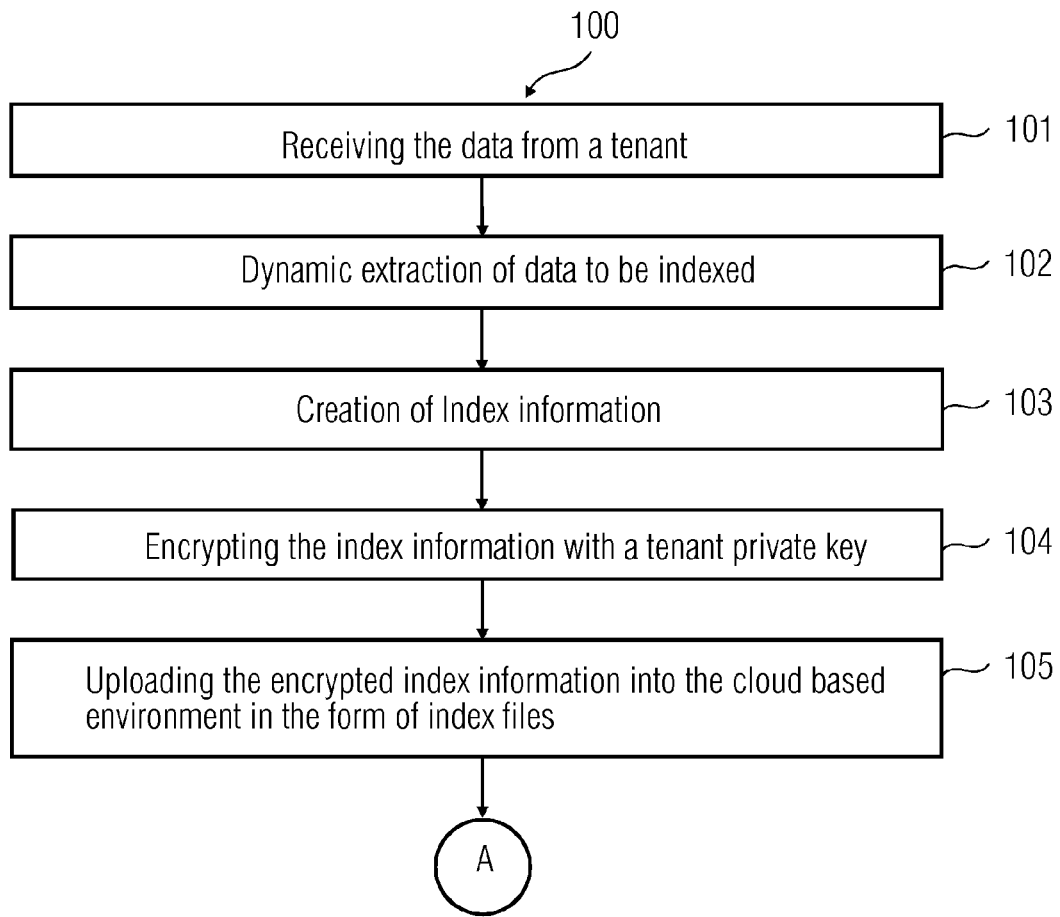 100
Receiving the data from a tenant
101
Dynamic extraction of data to be indexed
102
Creation of Index information
103
Encrypting the index information with a tenant private key
104
Uploading the encrypted index information into the cloud based
environment in the form of index files
105
A